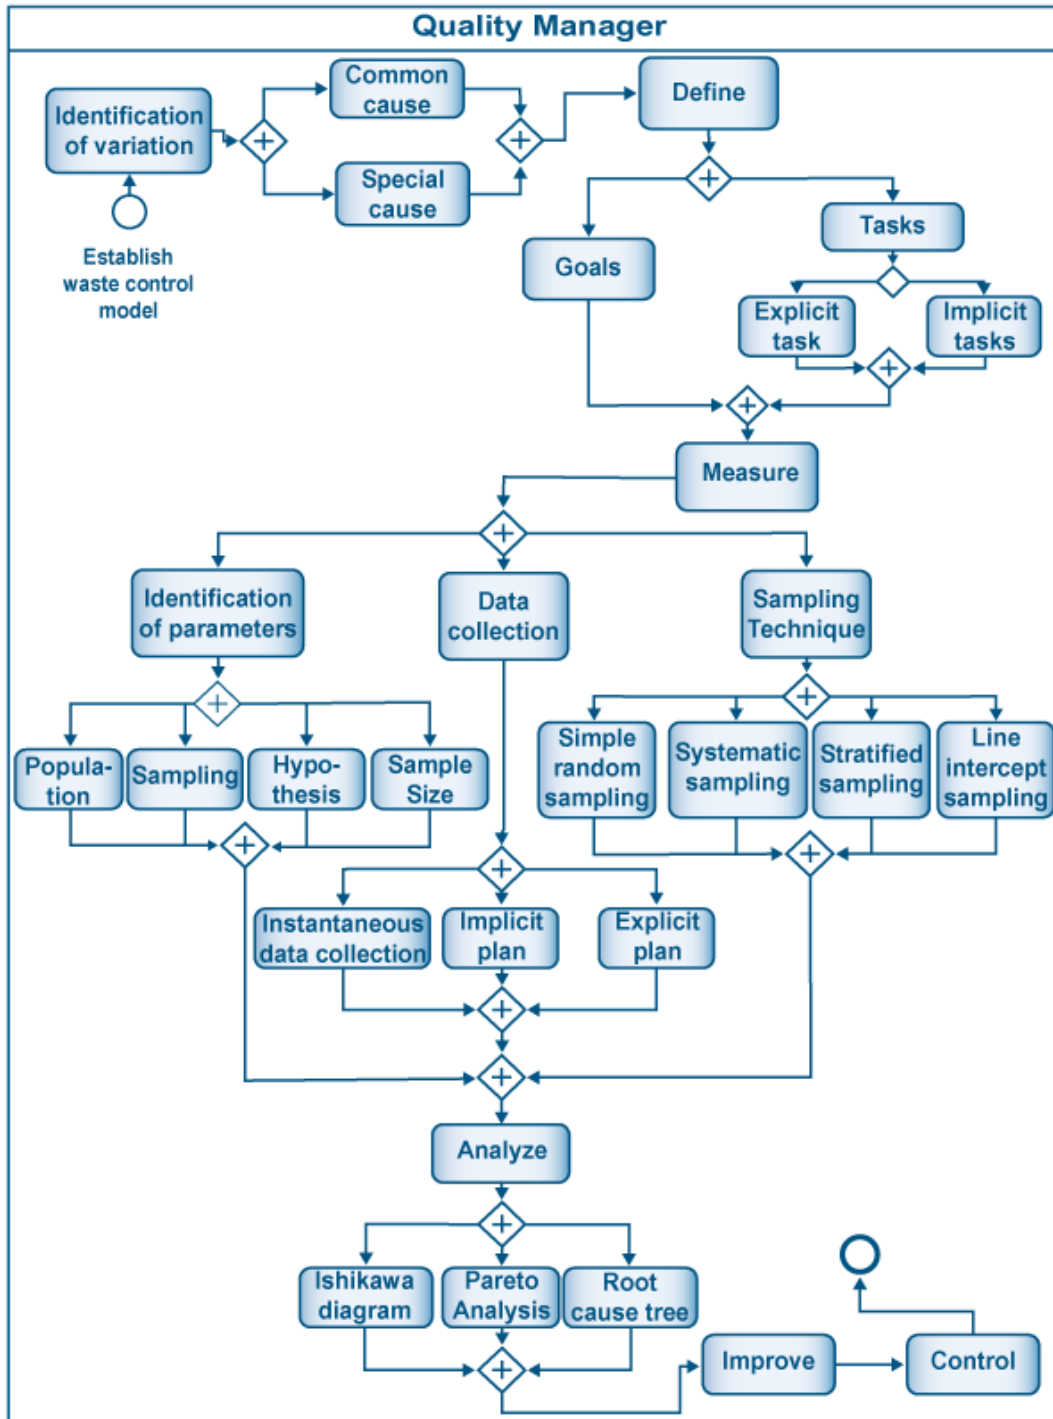 Quality Manager
Common
cause
Define
Identification
of variation
Special
cause
Establish
waste control
model
Tasks
Goals
Explicit
task
Implicit
tasks
Measure
Identification
of parameters
Data
collection
Sampling
Technique
Popula-
tion
Sampling
Hypo-
thesis
Sample
Size
Simple
random
sampling
Systematic
sampling
Stratified
sampling
Line
intercept
sampling
Instantaneous
data collection
Implicit
plan
Explicit
plan
Analyze
Ishikawa
diagram
Pareto
Analysis
Root
cause tree
Improve
Control